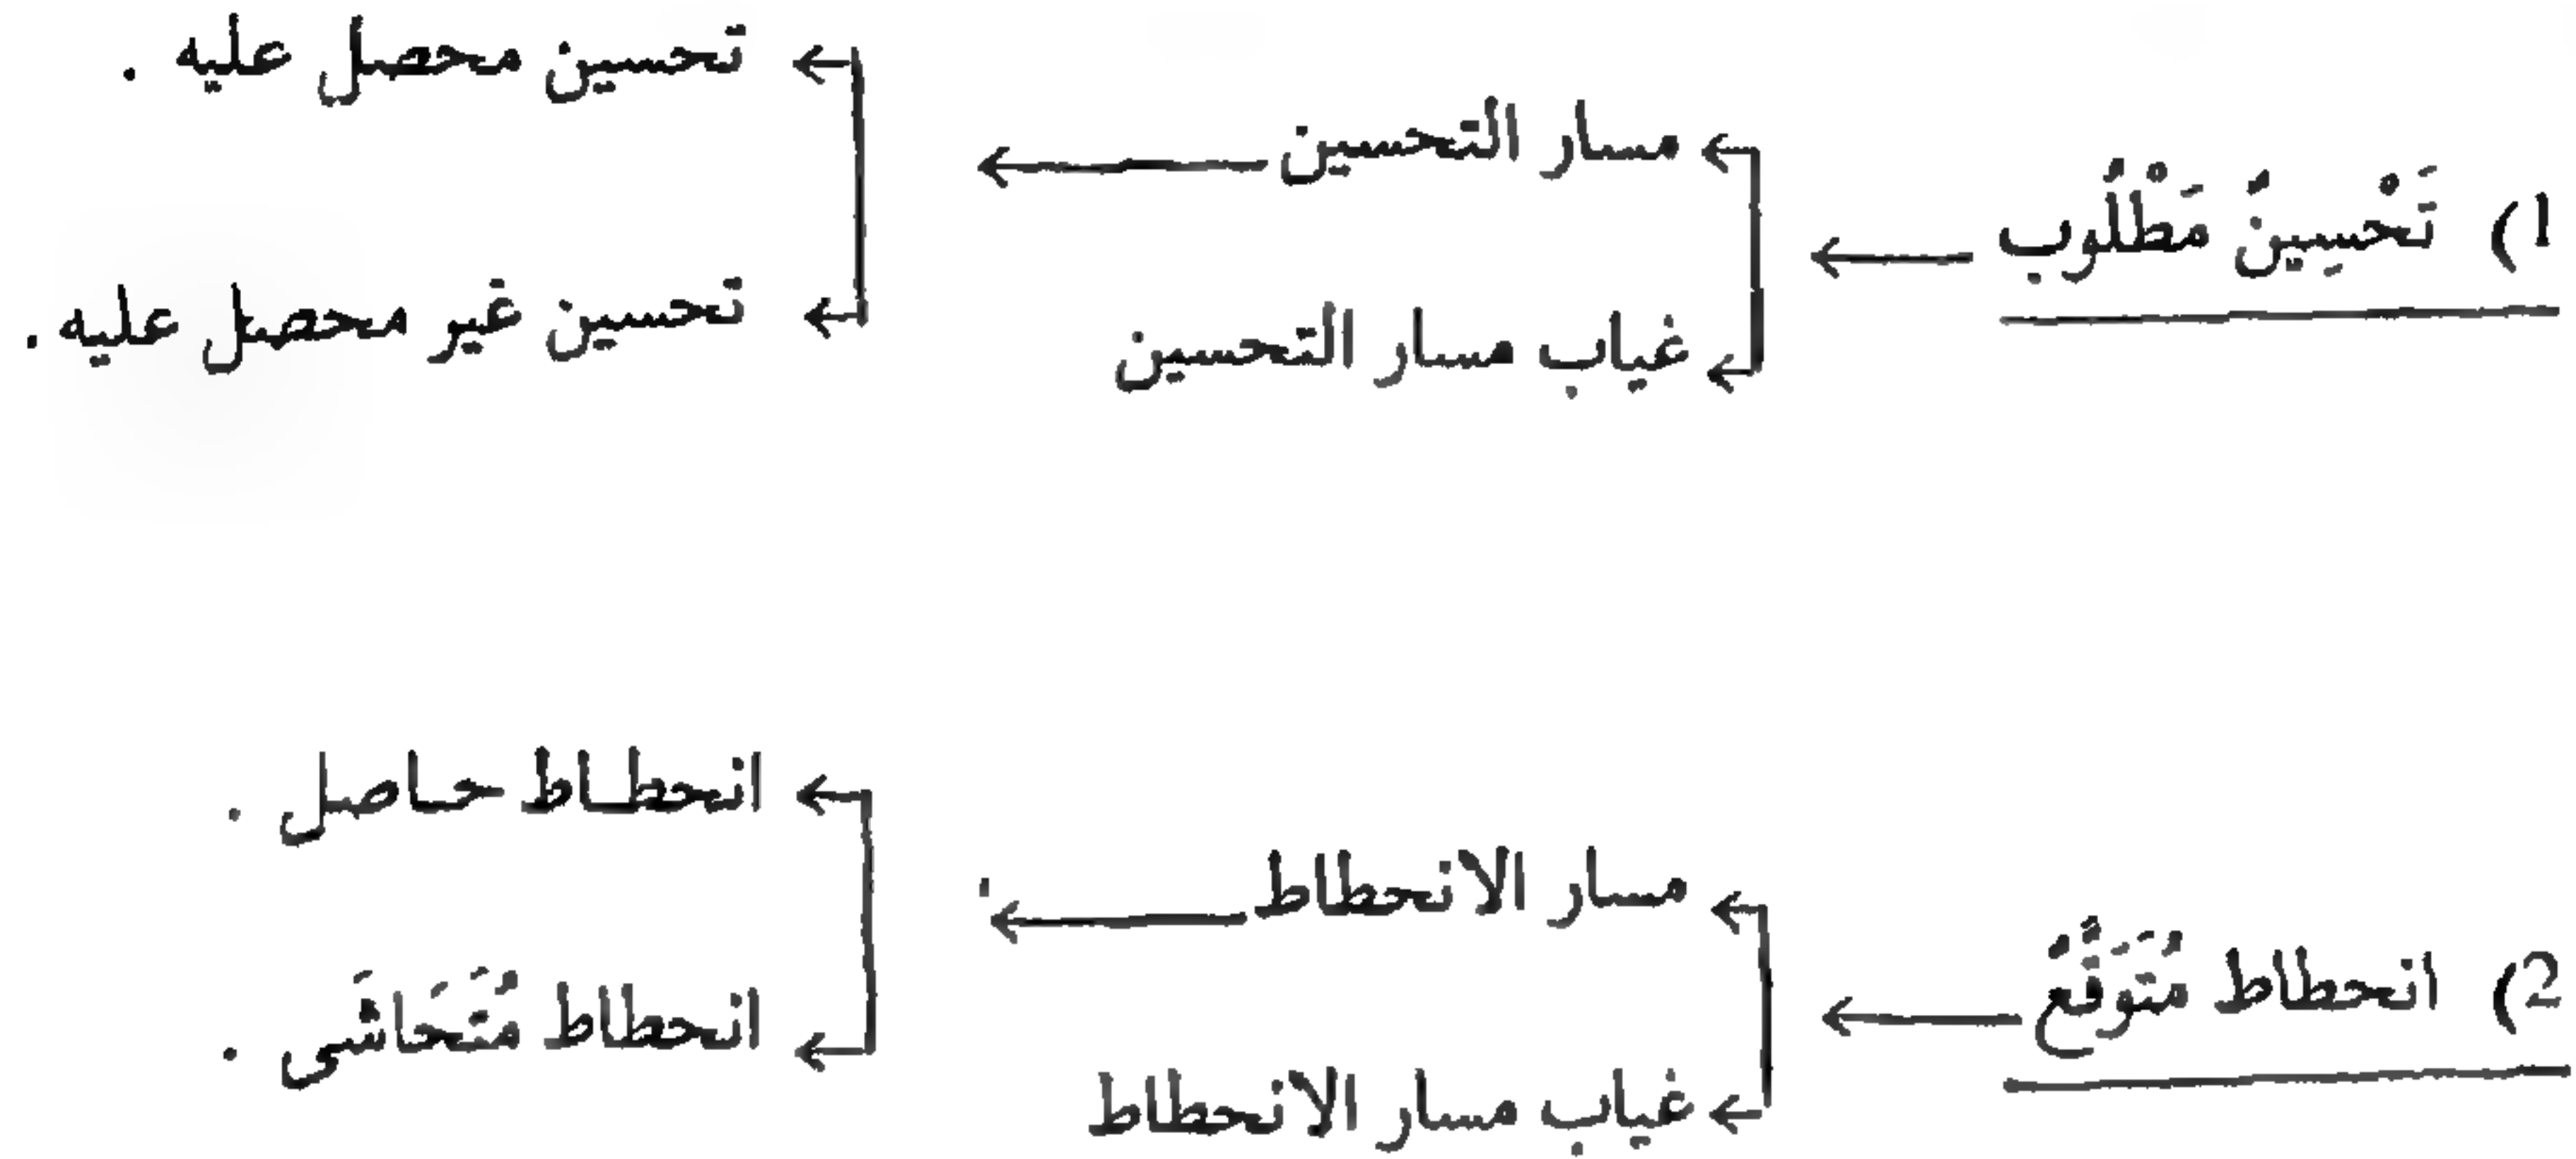 1) تَحْسِينٌ مَطْلُوب
مسار التحسين
غياب مسار التحسين
تحسين محصل عليه .
تحسين غير محصل عليه .
2) انحطاط مُتَوَقَّعٌ
مسار الانحطاط
غياب مسار الانحطاط
انحطاط حاصل .
انحطاط مُتَحَاشَى .